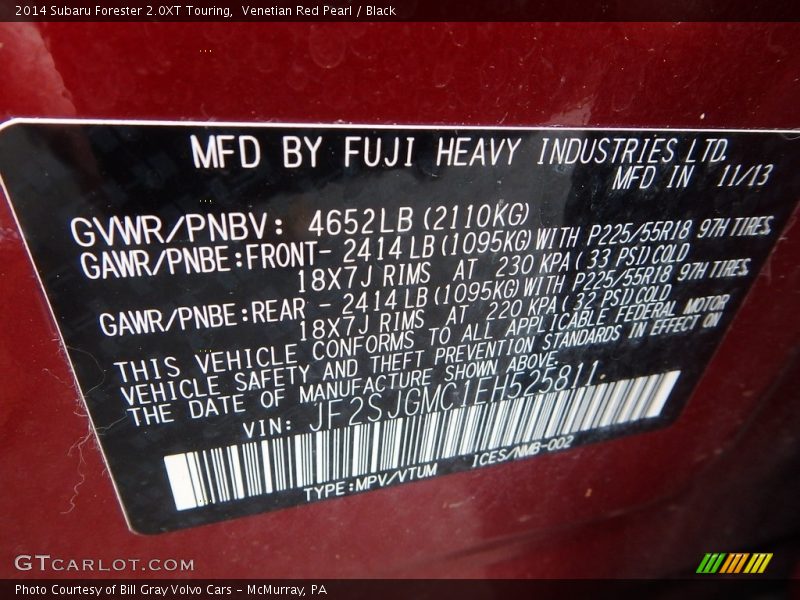 2014 Subaru Forester 2.0XT Touring,  Venetian Red Pearl / Black
MFD BY FUJI HEAVY INDUSTRIES LTD.
MFD IN 11/13
GVWR/PNBV: 4652LB (2110KG)
GAWR/PNBE:FRONT- 2414 LB (1095KG) WITH P225/55R18 97H TIRES
18X7J RIMS AT 230 KPA (33 PSI) COLD
GAWR/PNBE:REAR - 2414 LB (1095KG) WITH P225/55R18 97H TIRES
18X7J RIMS AT 220 KPA (32 PSI) COLD
THIS VEHICLE CONFORMS TO ALL APPLICABLE FEDERAL MOTOR
VEHICLE SAFETY AND THEFT PREVENTION STANDARDS IN EFFECT ON
THE DATE OF MANUFACTURE SHOWN ABOVE.
VIN: JF2SJGMC1EH525811
TYPE:MPV/VTUM ICES/NMB-002
GTCARLOT.COM
Photo Courtesy of Bill Gray Volvo Cars - McMurray, PA